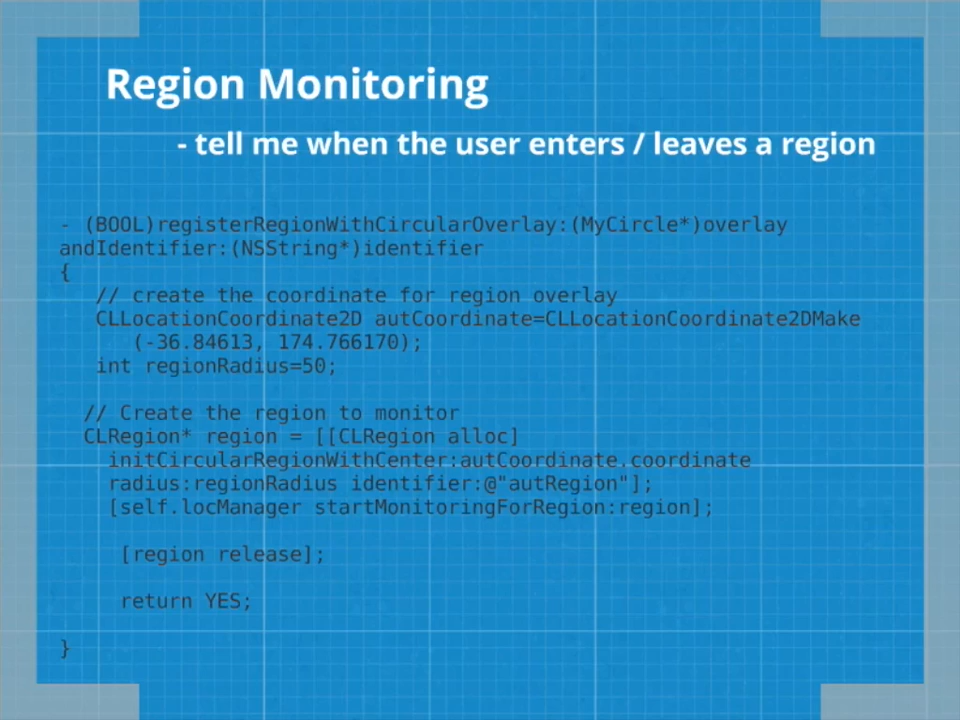 Region Monitoring
- tell me when the user enters / leaves a region
- (BOOL)registerRegionWithCircularOverlay:(MyCircle*)overlay
andIdentifier:(NSString*)identifier
{
// create the coordinate for region overlay
CLLocationCoordinate2D autCoordinate=CLLocationCoordinate2DMake
(-36.84613, 174.766170);
int regionRadius=50;
// Create the region to monitor
CLRegion* region = [[CLRegion alloc]
initCircularRegionWithCenter:autCoordinate.coordinate
radius:regionRadius identifier:@"autRegion"];
[self.locManager startMonitoringForRegion:region];
[region release];
return YES;
}